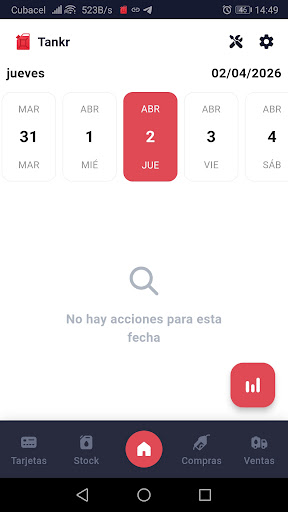 Cubacel 523B/s 46 14:49
Tankr
jueves 02/04/2026
MAR ABR ABR ABR ABR
31 1 2 3 4
MAR MIÉ JUE VIE SÁB
No hay acciones para esta
fecha
Tarjetas Stock Compras Ventas